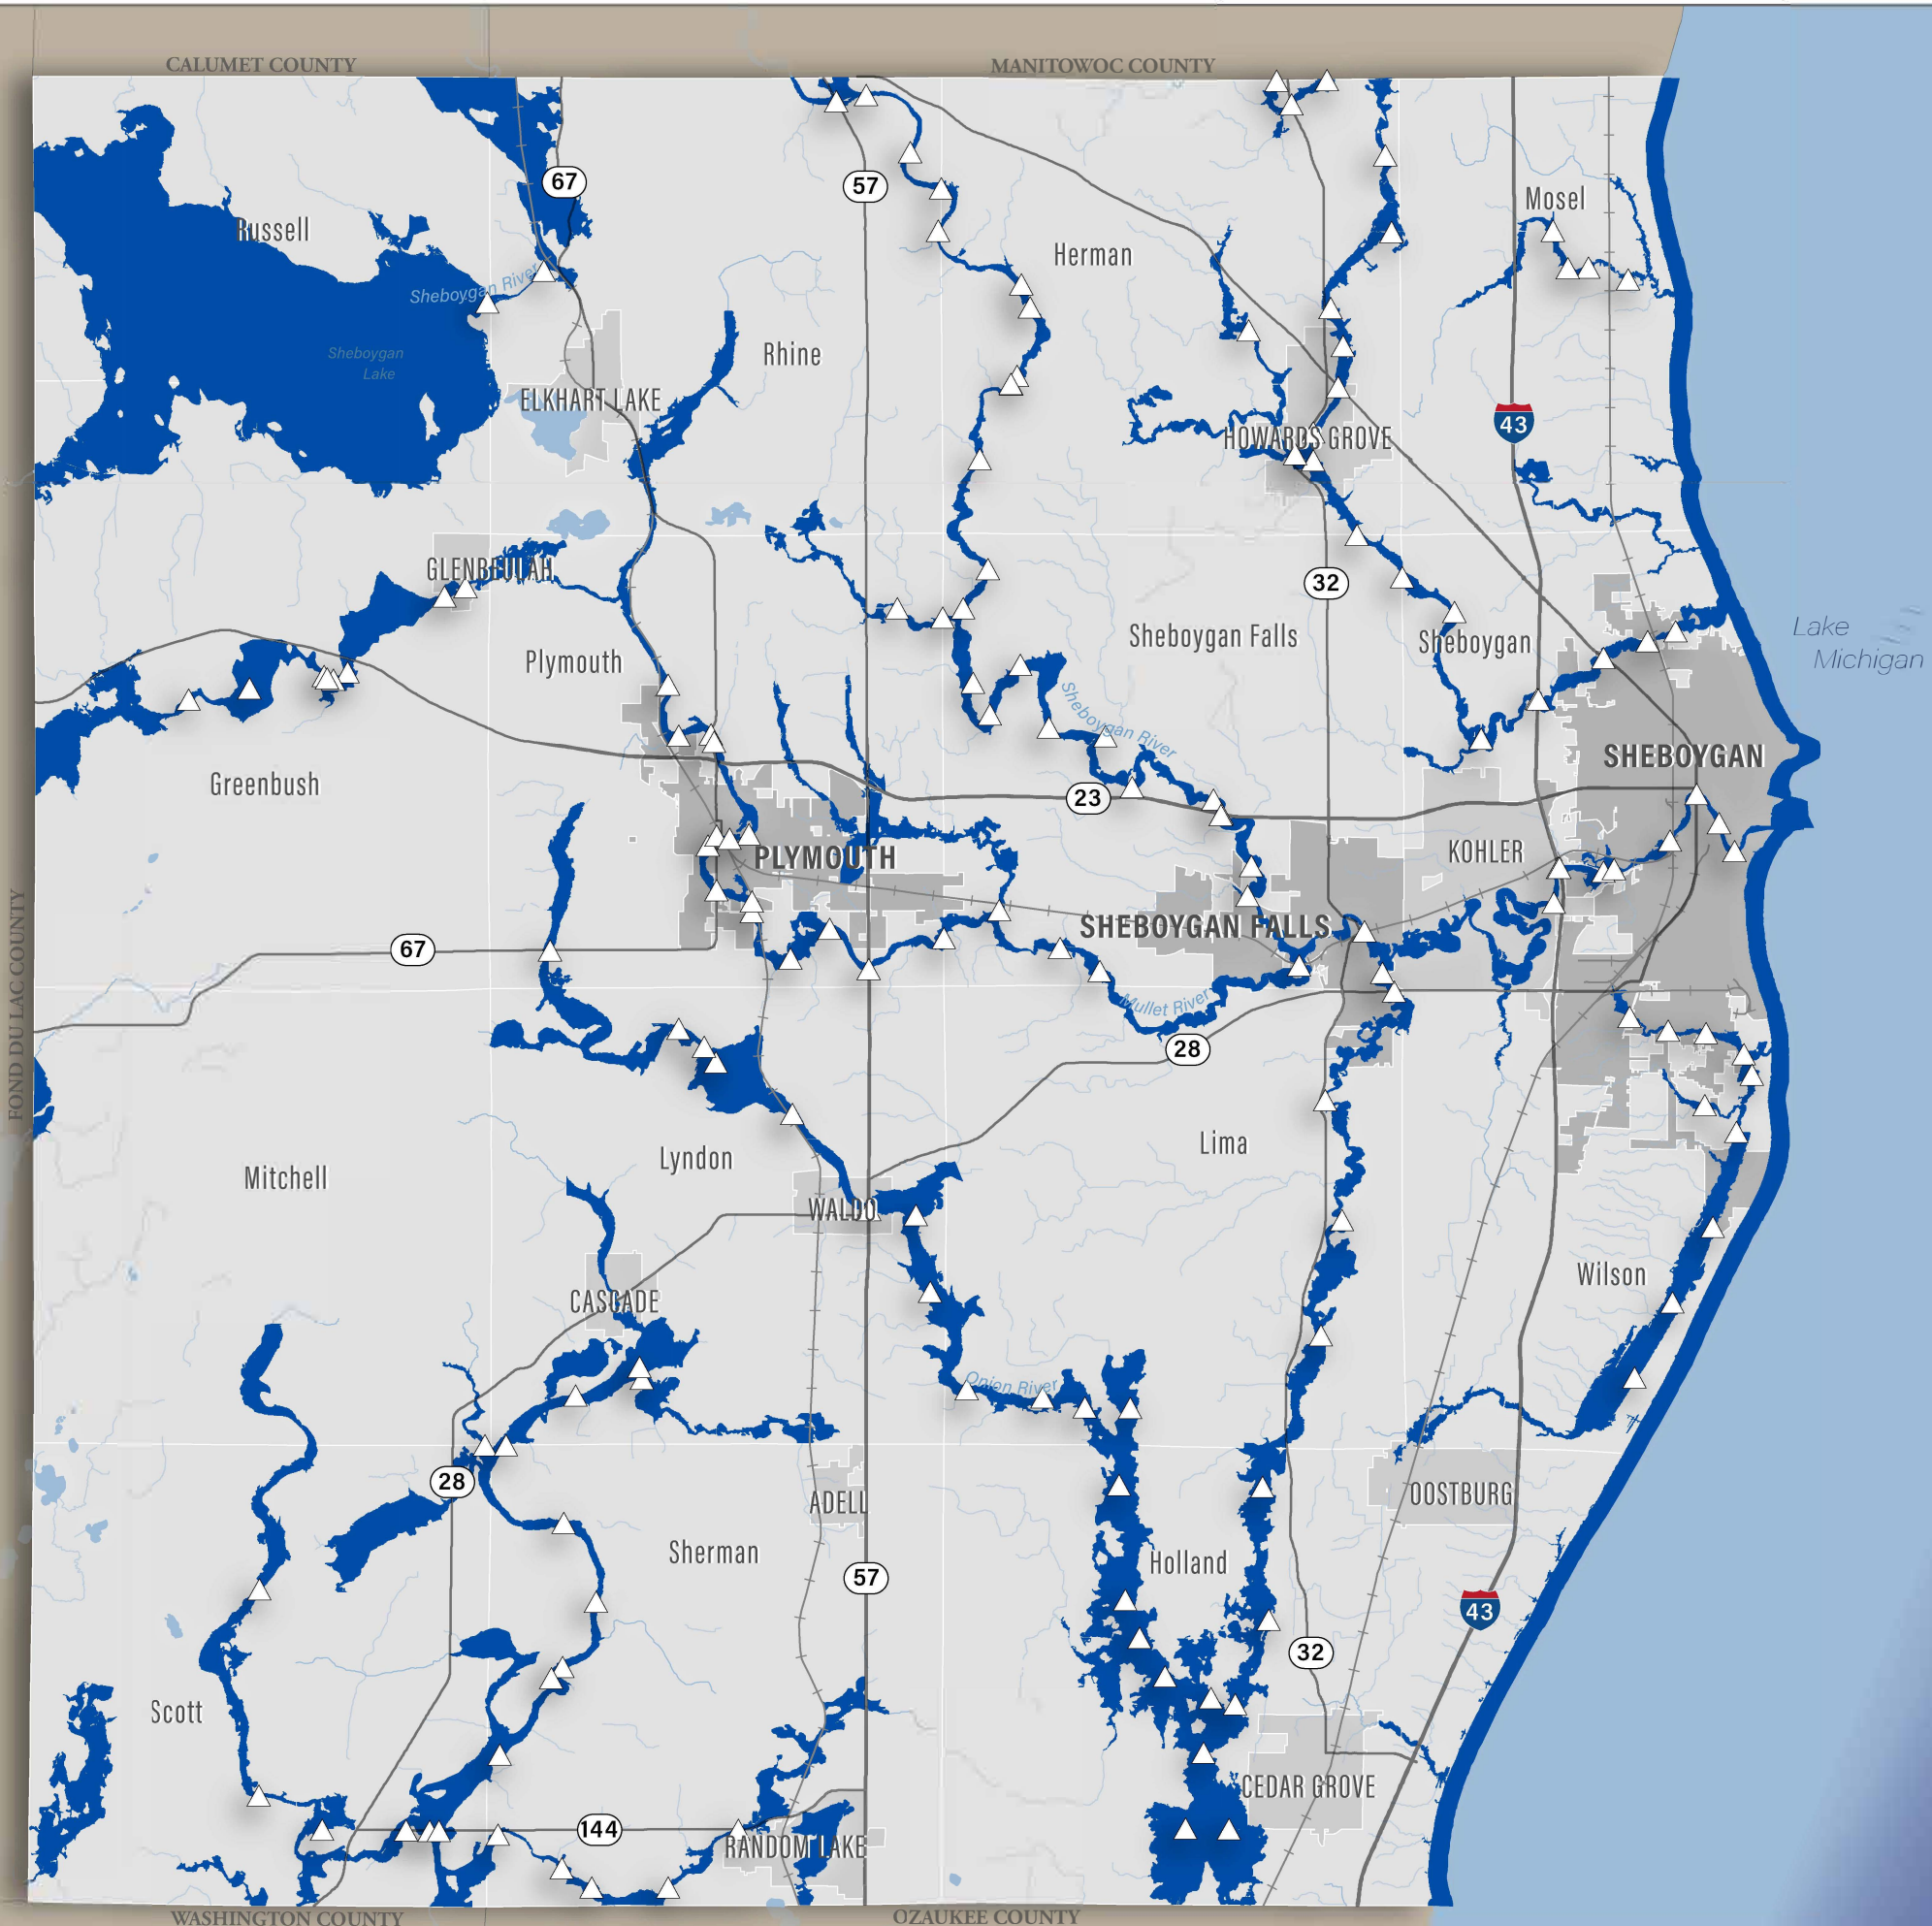 CALUMET COUNTY
MANITOWOC COUNTY
67
57
Mosel
Russell
Herman
Sheboygan River
Sheboygan
Lake
Rhine
ELKHART LAKE
43
HOWARDS GROVE
GLENBEULAH
32
Lake
Michigan
Sheboygan Falls
Sheboygan
Plymouth
Sheboygan River
SHEBOYGAN
Greenbush
23
PLYMOUTH
KOHLER
SHEBOYGAN FALLS
67
FOND DU LAC COUNTY
Mullet River
28
Lima
Lyndon
Mitchell
WALDO
Wilson
CASCADE
Onion River
28
OOSTBURG
ADELL
Sherman
Holland
57
43
32
Scott
CEDAR GROVE
144
RANDOM LAKE
WASHINGTON COUNTY
OZAUKEE COUNTY